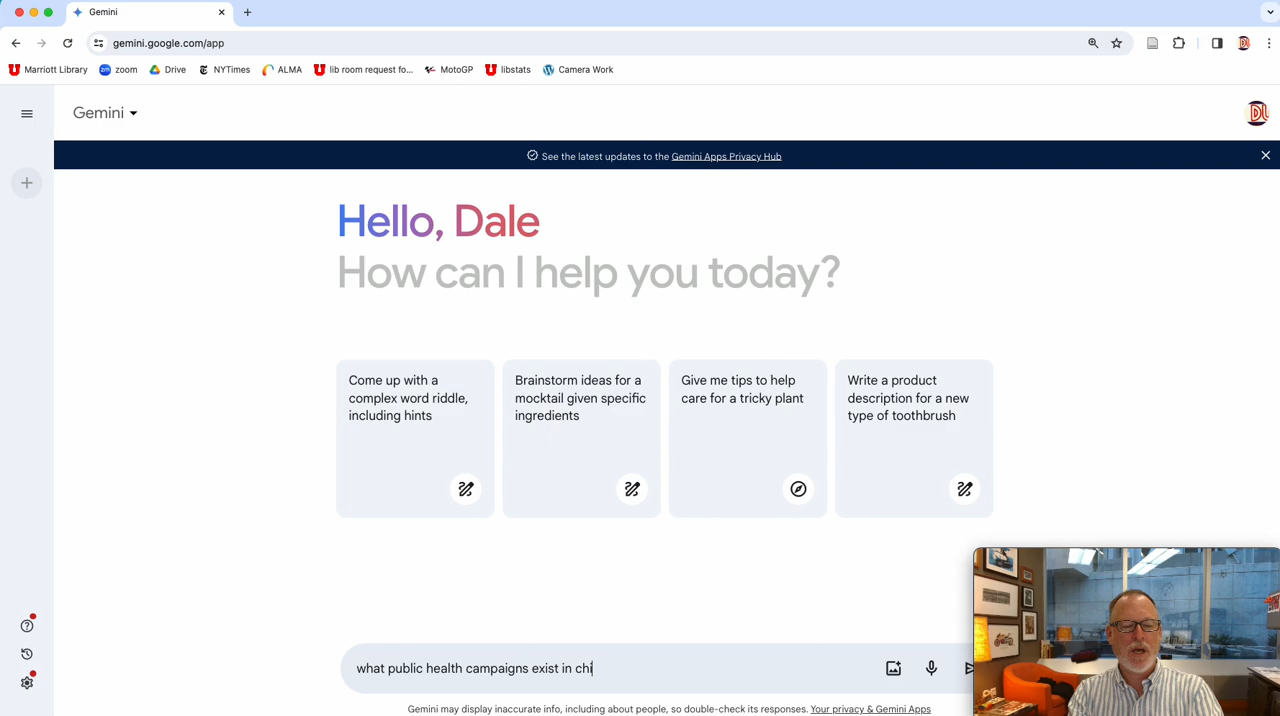 Gemini
gemini.google.com/app
Marriott Library
zoom
Drive
NYTimes
ALMA
lib room request fo...
MotoGP
libstats
Camera Work
Gemini
See the latest updates to the Gemini Apps Privacy Hub
Hello, Dale
How can I help you today?
Come up with a
complex word riddle,
including hints
Brainstorm ideas for a
mocktail given specific
ingredients
Give me tips to help
care for a tricky plant
Write a product
description for a new
type of toothbrush
what public health campaigns exist in chi
Gemini may display inaccurate info, including about people, so double-check its responses. Your privacy & Gemini Apps